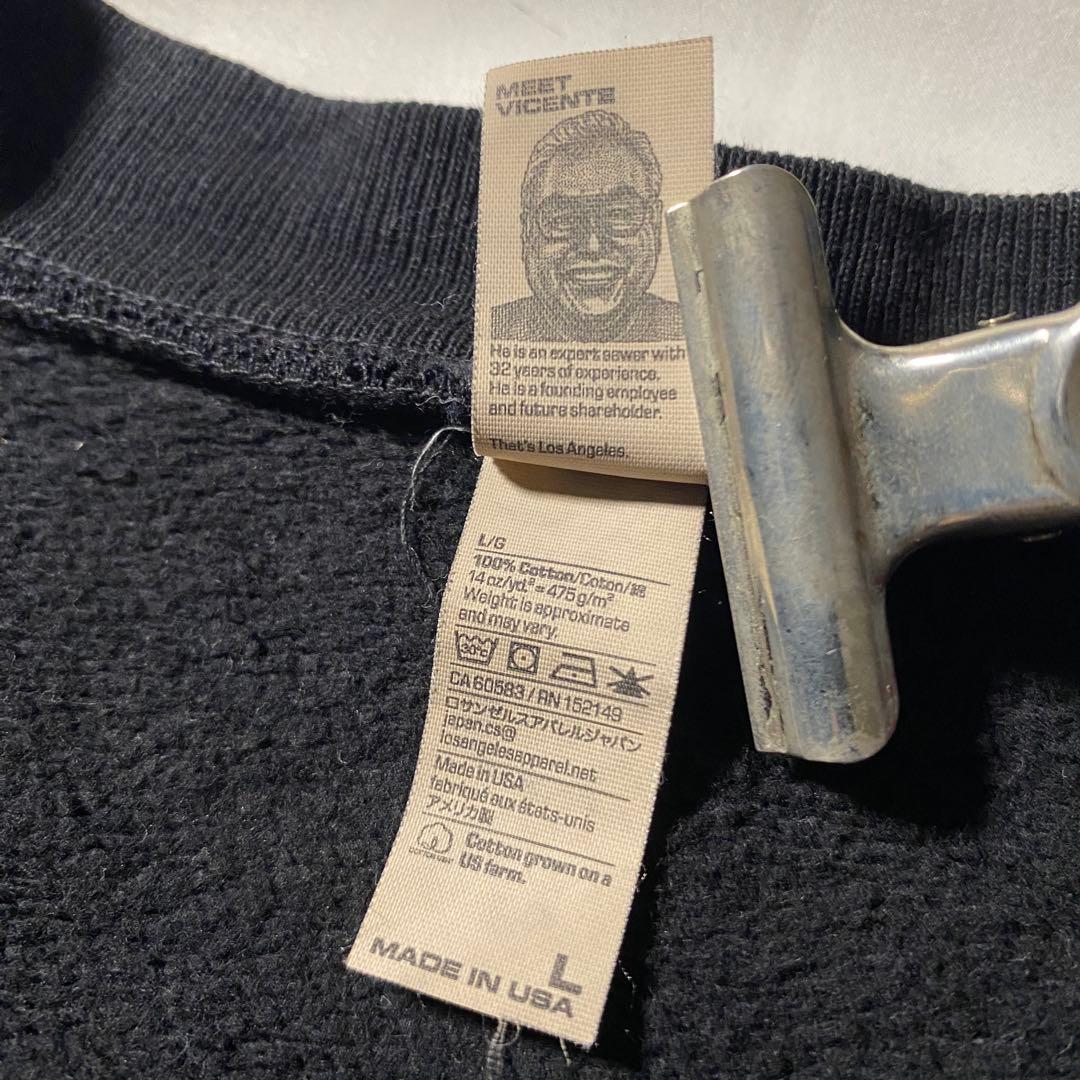 MEET
VICENTE
He is an expert sewer with
32 years of experience.
He is a founding employee
and future shareholder.
That's Los Angeles.
L/G
100% Cotton/Coton/綿
14 oz/yd.² = 475 g/m²
Weight is approximate
and may vary.
30°C
CA 60583 / RN 152149
ロサンゼルスアパレルジャパン
japan.cs@
losangelesapparel.net
Made in USA
fabriqué aux états-unis
アメリカ製
Cotton grown on a
US farm.
L
MADE IN USA